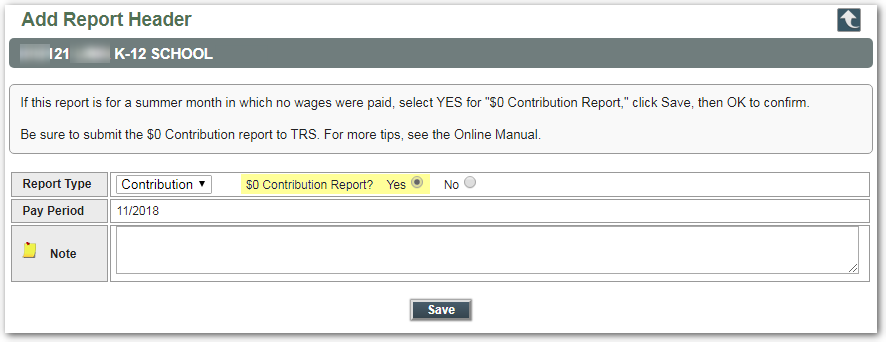 Add Report Header
121 K-12 SCHOOL
If this report is for a summer month in which no wages were paid, select YES for "$0 Contribution Report," click Save, then OK to confirm.
Be sure to submit the $0 Contribution report to TRS. For more tips, see the Online Manual.
Report Type Contribution ▼ $0 Contribution Report? Yes No
Pay Period 11/2018
Note
Save